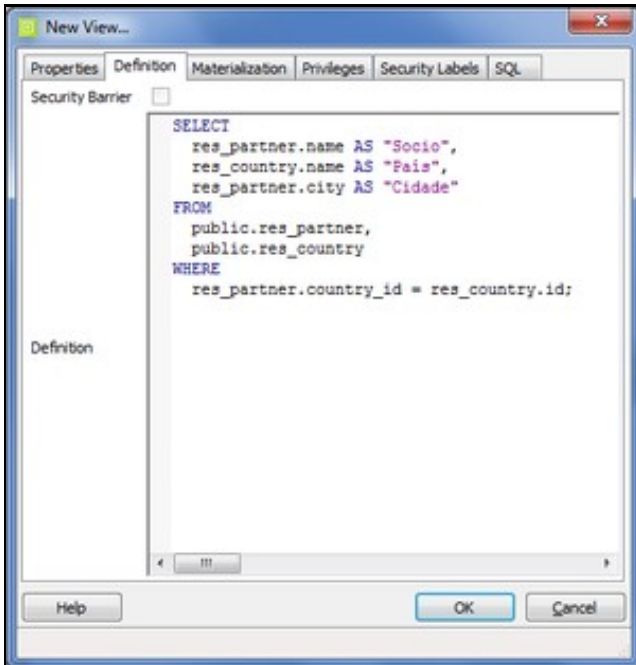 New View...
Properties Definition Materialization Privileges Security Labels SQL
Security Barrier
SELECT
res_partner.name AS "Socio",
res_country.name AS "País",
res_partner.city AS "Cidade"
FROM
public.res_partner,
public.res_country
WHERE
res_partner.country_id = res_country.id;
Definition
Help OK Cancel